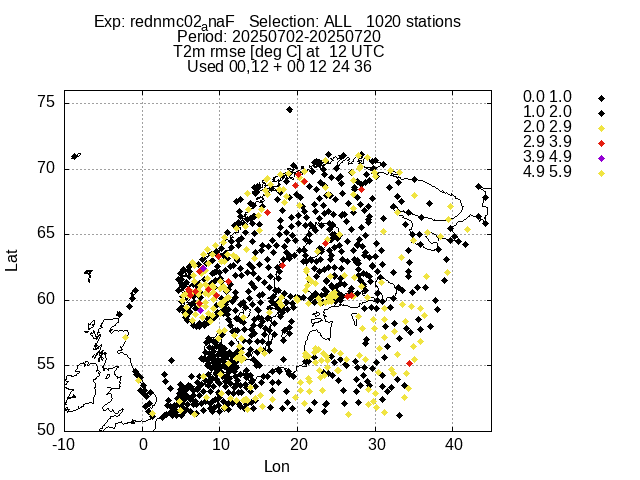 Exp: rednmc02_anaF Selection: ALL 1020 stations
Period: 20250702-20250720
T2m rmse [deg C] at 12 UTC
Used 00,12 + 00 12 24 36
0.0 1.0
1.0 2.0
2.0 2.9
2.9 3.9
3.9 4.9
4.9 5.9
75
70
65
60
55
50
Lat
-10 0 10 20 30 40
Lon